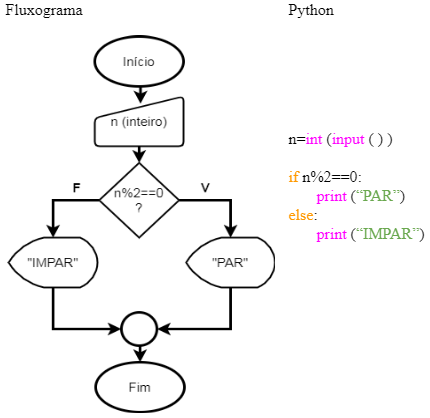 Fluxograma
Python
Início
n (inteiro)
n%2==0
?
F
V
"IMPAR"
"PAR"
Fim
n=int (input ( ) )
if n%2==0:
print (“PAR”)
else:
print (“IMPAR”)